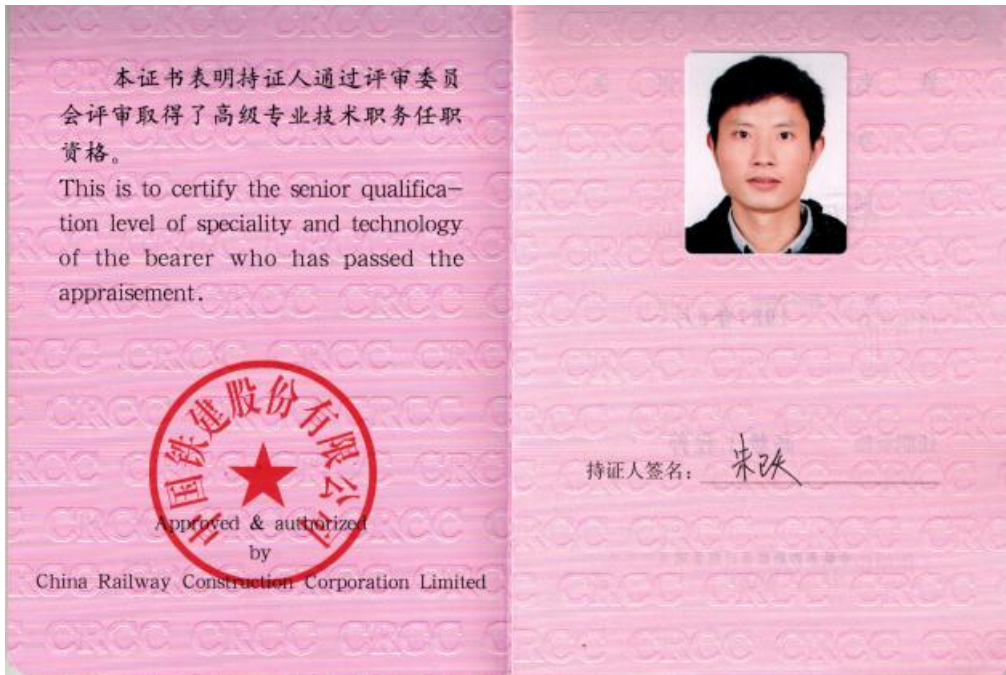 本证书表明持证人通过评审委员
会评审取得了高级专业技术职务任职
资格。
This is to certify the senior qualifica-
tion level of speciality and technology
of the bearer who has passed the
appraisement.
中国铁建股份有限公司
Approved & authorized
by
China Railway Construction Corporation Limited
持证人签名：